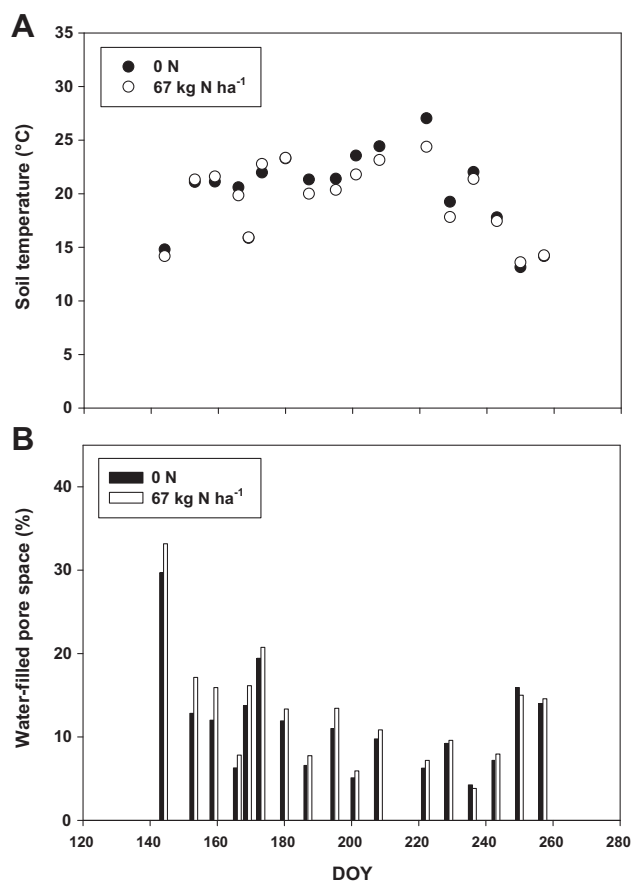 A
35
30
25
20
15
10
5
0
Soil temperature (°C)
0 N
67 kg N ha⁻¹
B
40
30
20
10
0
Water-filled pore space (%)
0 N
67 kg N ha⁻¹
120 140 160 180 200 220 240 260 280
DOY